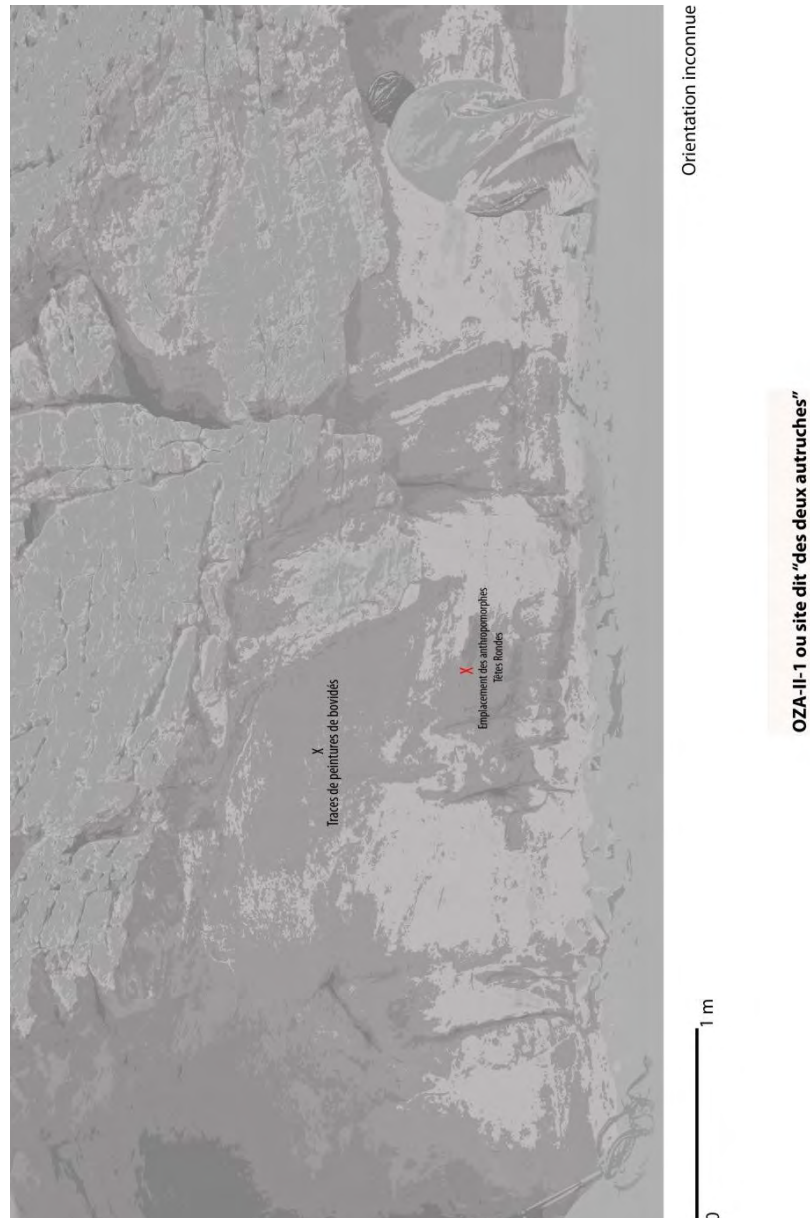 Orientation inconnue
Traces de peintures de bovidés
X
X
Emplacement des anthropomorphes
Têtes Rondes
0
1 m
OZA-II-1 ou site dit "des deux autruches"